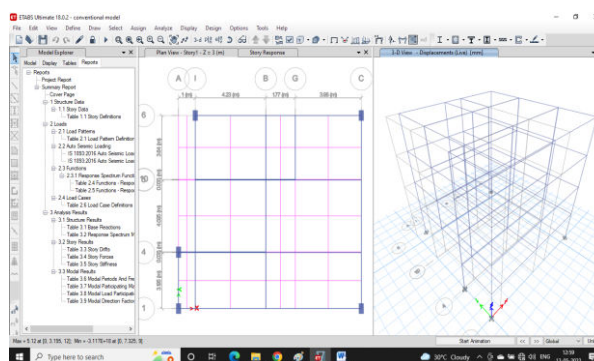 ETABS Ultimate 19.0.2 - conventional model
File Edit View Define Draw Select Assign Analyze Display Design Options Tools Help
Model Explorer
Plan View - Story1 - Z = 3 (m)
Story Response
3-D View - Displacements (Live) [mm]
Model Display Tables Reports
Reports
Project Report
Summary Report
Cover Page
1 Structure Data
1.1 Story Data
Table 1.1 Story Definitions
2 Loads
2.1 Load Patterns
Table 2.1 Load Pattern Definition
2.2 Auto Seismic Loading
IS 1893:2016 Auto Seismic Loa
IS 1893:2016 Auto Seismic Loa
2.3 Functions
2.3.1 Response Spectrum Funct
Table 2.4 Functions - Respo
Table 2.5 Functions - Respo
2.4 Load Cases
Table 2.6 Load Case Definitions
3 Analysis Results
3.1 Structure Results
Table 3.1 Base Reactions
Table 3.2 Response Spectrum M
3.2 Story Results
Table 3.3 Story Drifts
Table 3.4 Story Forces
Table 3.5 Story Stiffness
3.3 Modal Results
Table 3.6 Modal Periods And Fre
Table 3.7 Modal Participating Ma
Table 3.8 Modal Load Participati
Table 3.9 Modal Direction Factor
A I B G C
1 (m) 4.23 (m) 1.77 (m)
6
10
4
1
Start Animation
<< >> Global
Type here to search
30°C Cloudy
ENG
12:59